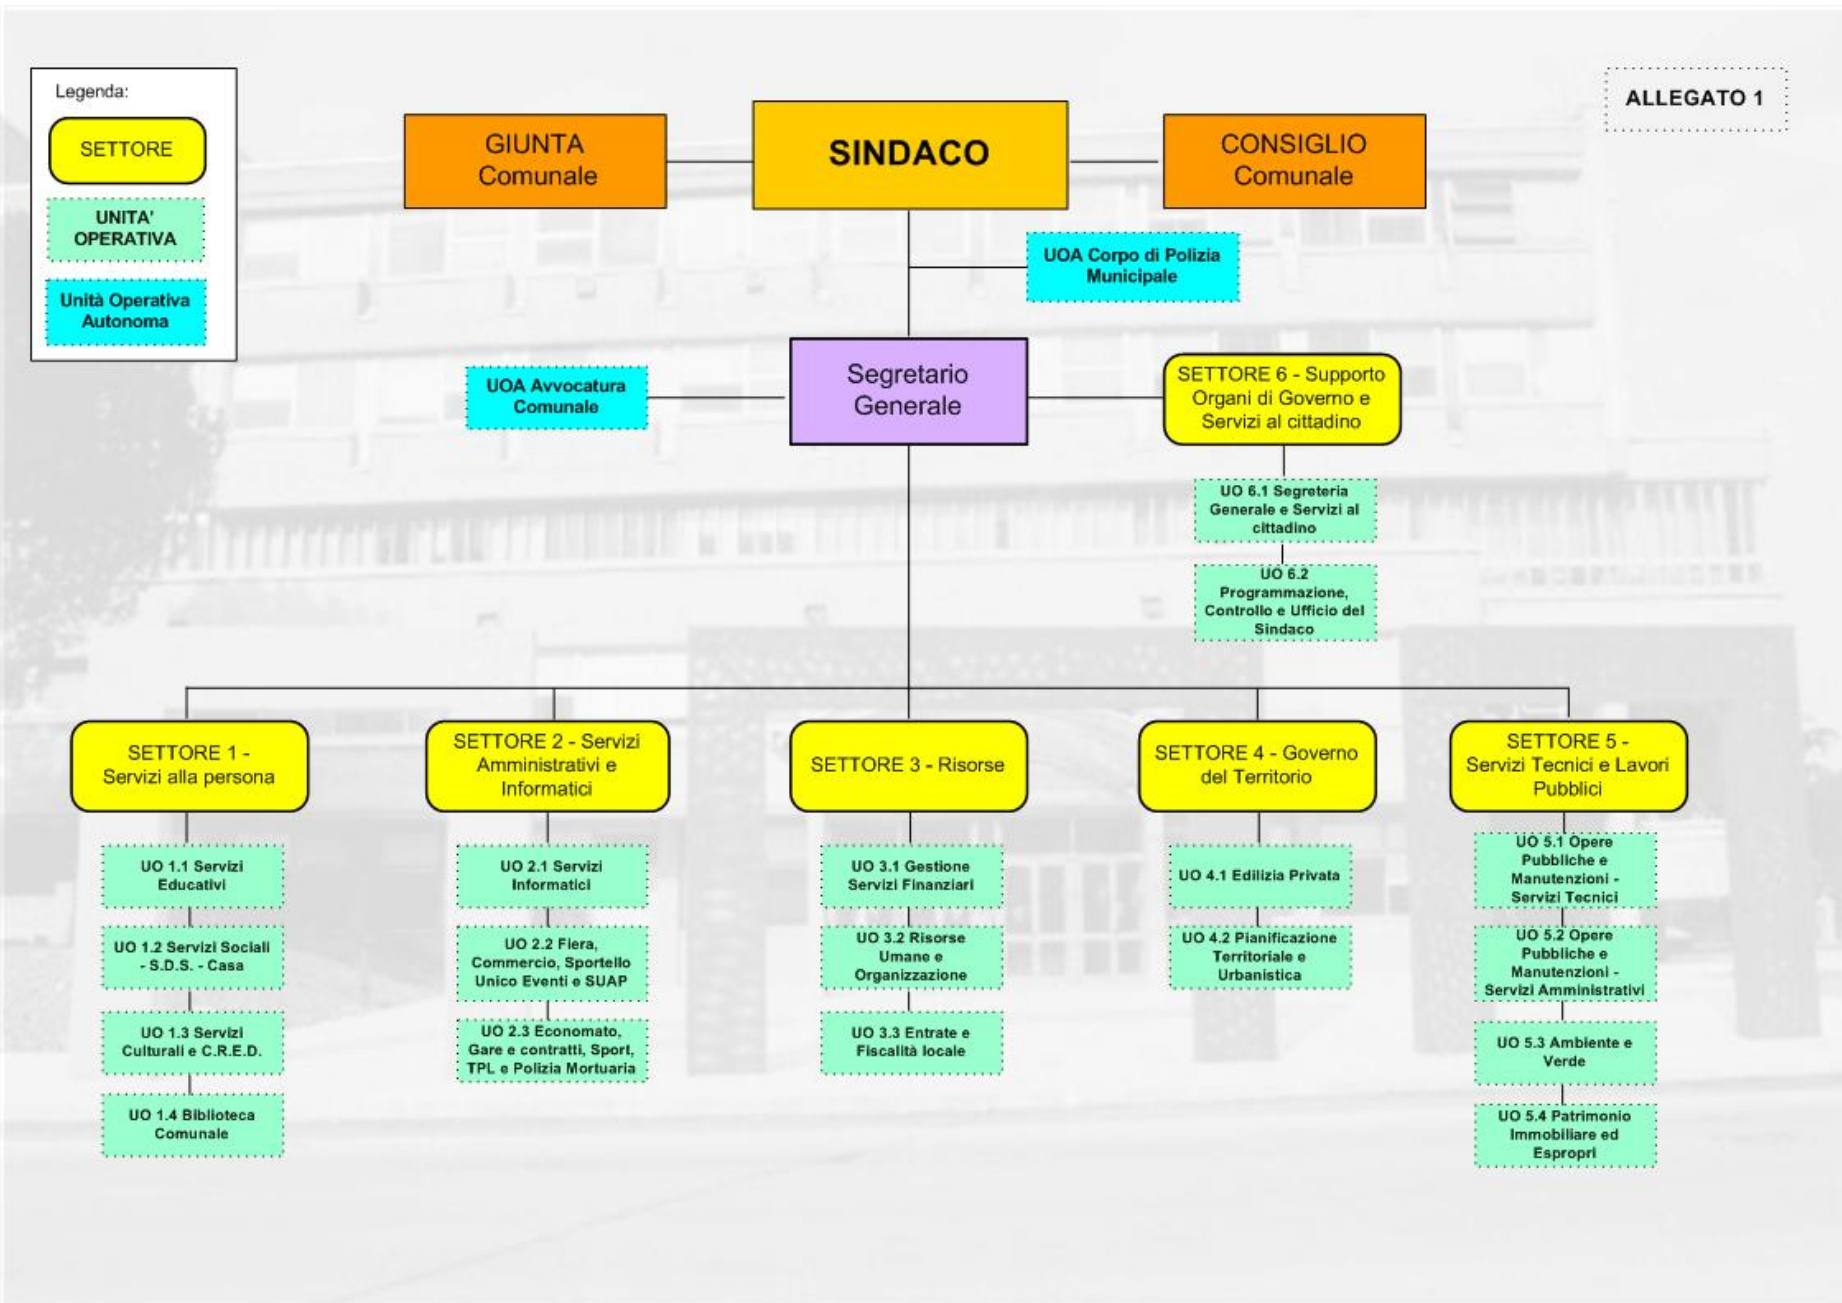 Legenda:
SETTORE
UNITA'
OPERATIVA
Unità Operativa
Autonoma
ALLEGATO 1
GIUNTA
Comunale
SINDACO
CONSIGLIO
Comunale
UOA Corpo di Polizia
Municipale
UOA Avvocatura
Comunale
Segretario
Generale
SETTORE 6 - Supporto
Organi di Governo e
Servizi al cittadino
UO 6.1 Segreteria
Generale e Servizi al
cittadino
UO 6.2
Programmazione,
Controllo e Ufficio del
Sindaco
SETTORE 1 -
Servizi alla persona
UO 1.1 Servizi
Educativi
UO 1.2 Servizi Sociali
- S.D.S. - Casa
UO 1.3 Servizi
Culturali e C.R.E.D.
UO 1.4 Biblioteca
Comunale
SETTORE 2 - Servizi
Amministrativi e
Informatici
UO 2.1 Servizi
Informatici
UO 2.2 Fiera,
Commercio, Sportello
Unico Eventi e SUAP
UO 2.3 Economato,
Gare e contratti, Sport,
TPL e Polizia Mortuaria
SETTORE 3 - Risorse
UO 3.1 Gestione
Servizi Finanziari
UO 3.2 Risorse
Umane e
Organizzazione
UO 3.3 Entrate e
Fiscalità locale
SETTORE 4 - Governo
del Territorio
UO 4.1 Edilizia Privata
UO 4.2 Pianificazione
Territoriale e
Urbanistica
SETTORE 5 -
Servizi Tecnici e Lavori
Pubblici
UO 5.1 Opere
Pubbliche e
Manutenzioni -
Servizi Tecnici
UO 5.2 Opere
Pubbliche e
Manutenzioni -
Servizi Amministrativi
UO 5.3 Ambiente e
Verde
UO 5.4 Patrimonio
Immobiliare ed
Espropri